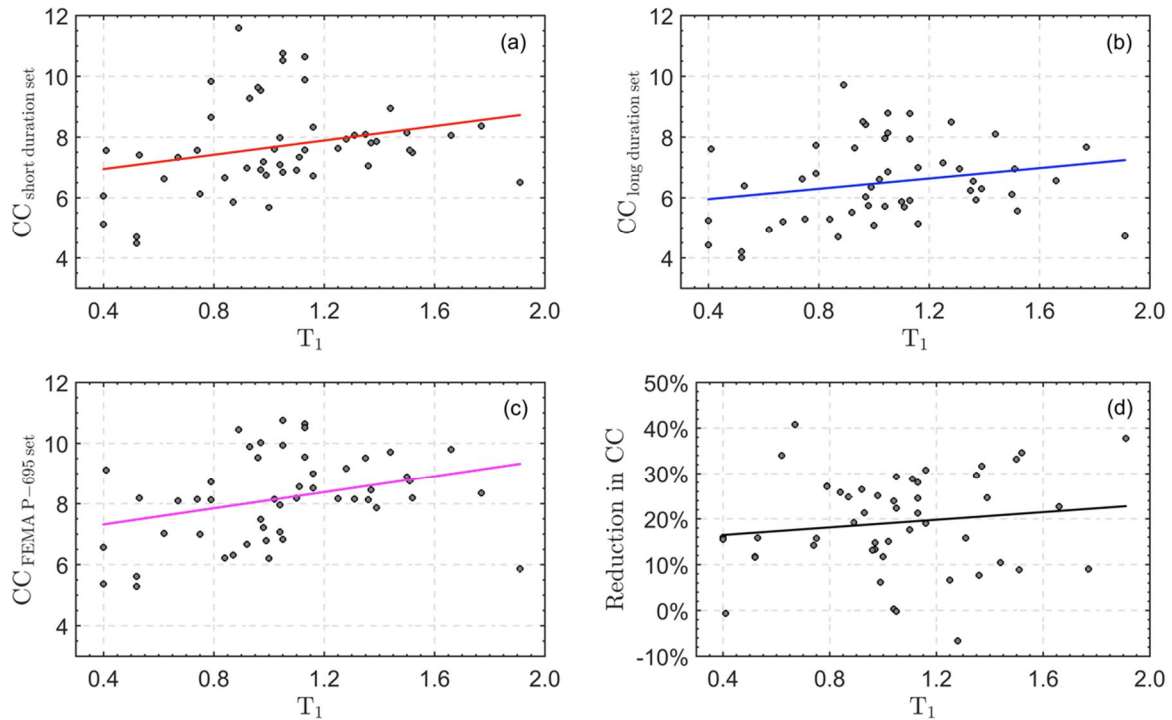 12
10
8
6
4
CC short duration set
(a)
0.4 0.8 1.2 1.6 2.0
T1
12
10
8
6
4
CC long duration set
(b)
0.4 0.8 1.2 1.6 2.0
T1
12
10
8
6
4
CC FEMA P−695 set
(c)
0.4 0.8 1.2 1.6 2.0
T1
50%
40%
30%
20%
10%
0%
-10%
Reduction in CC
(d)
0.4 0.8 1.2 1.6 2.0
T1